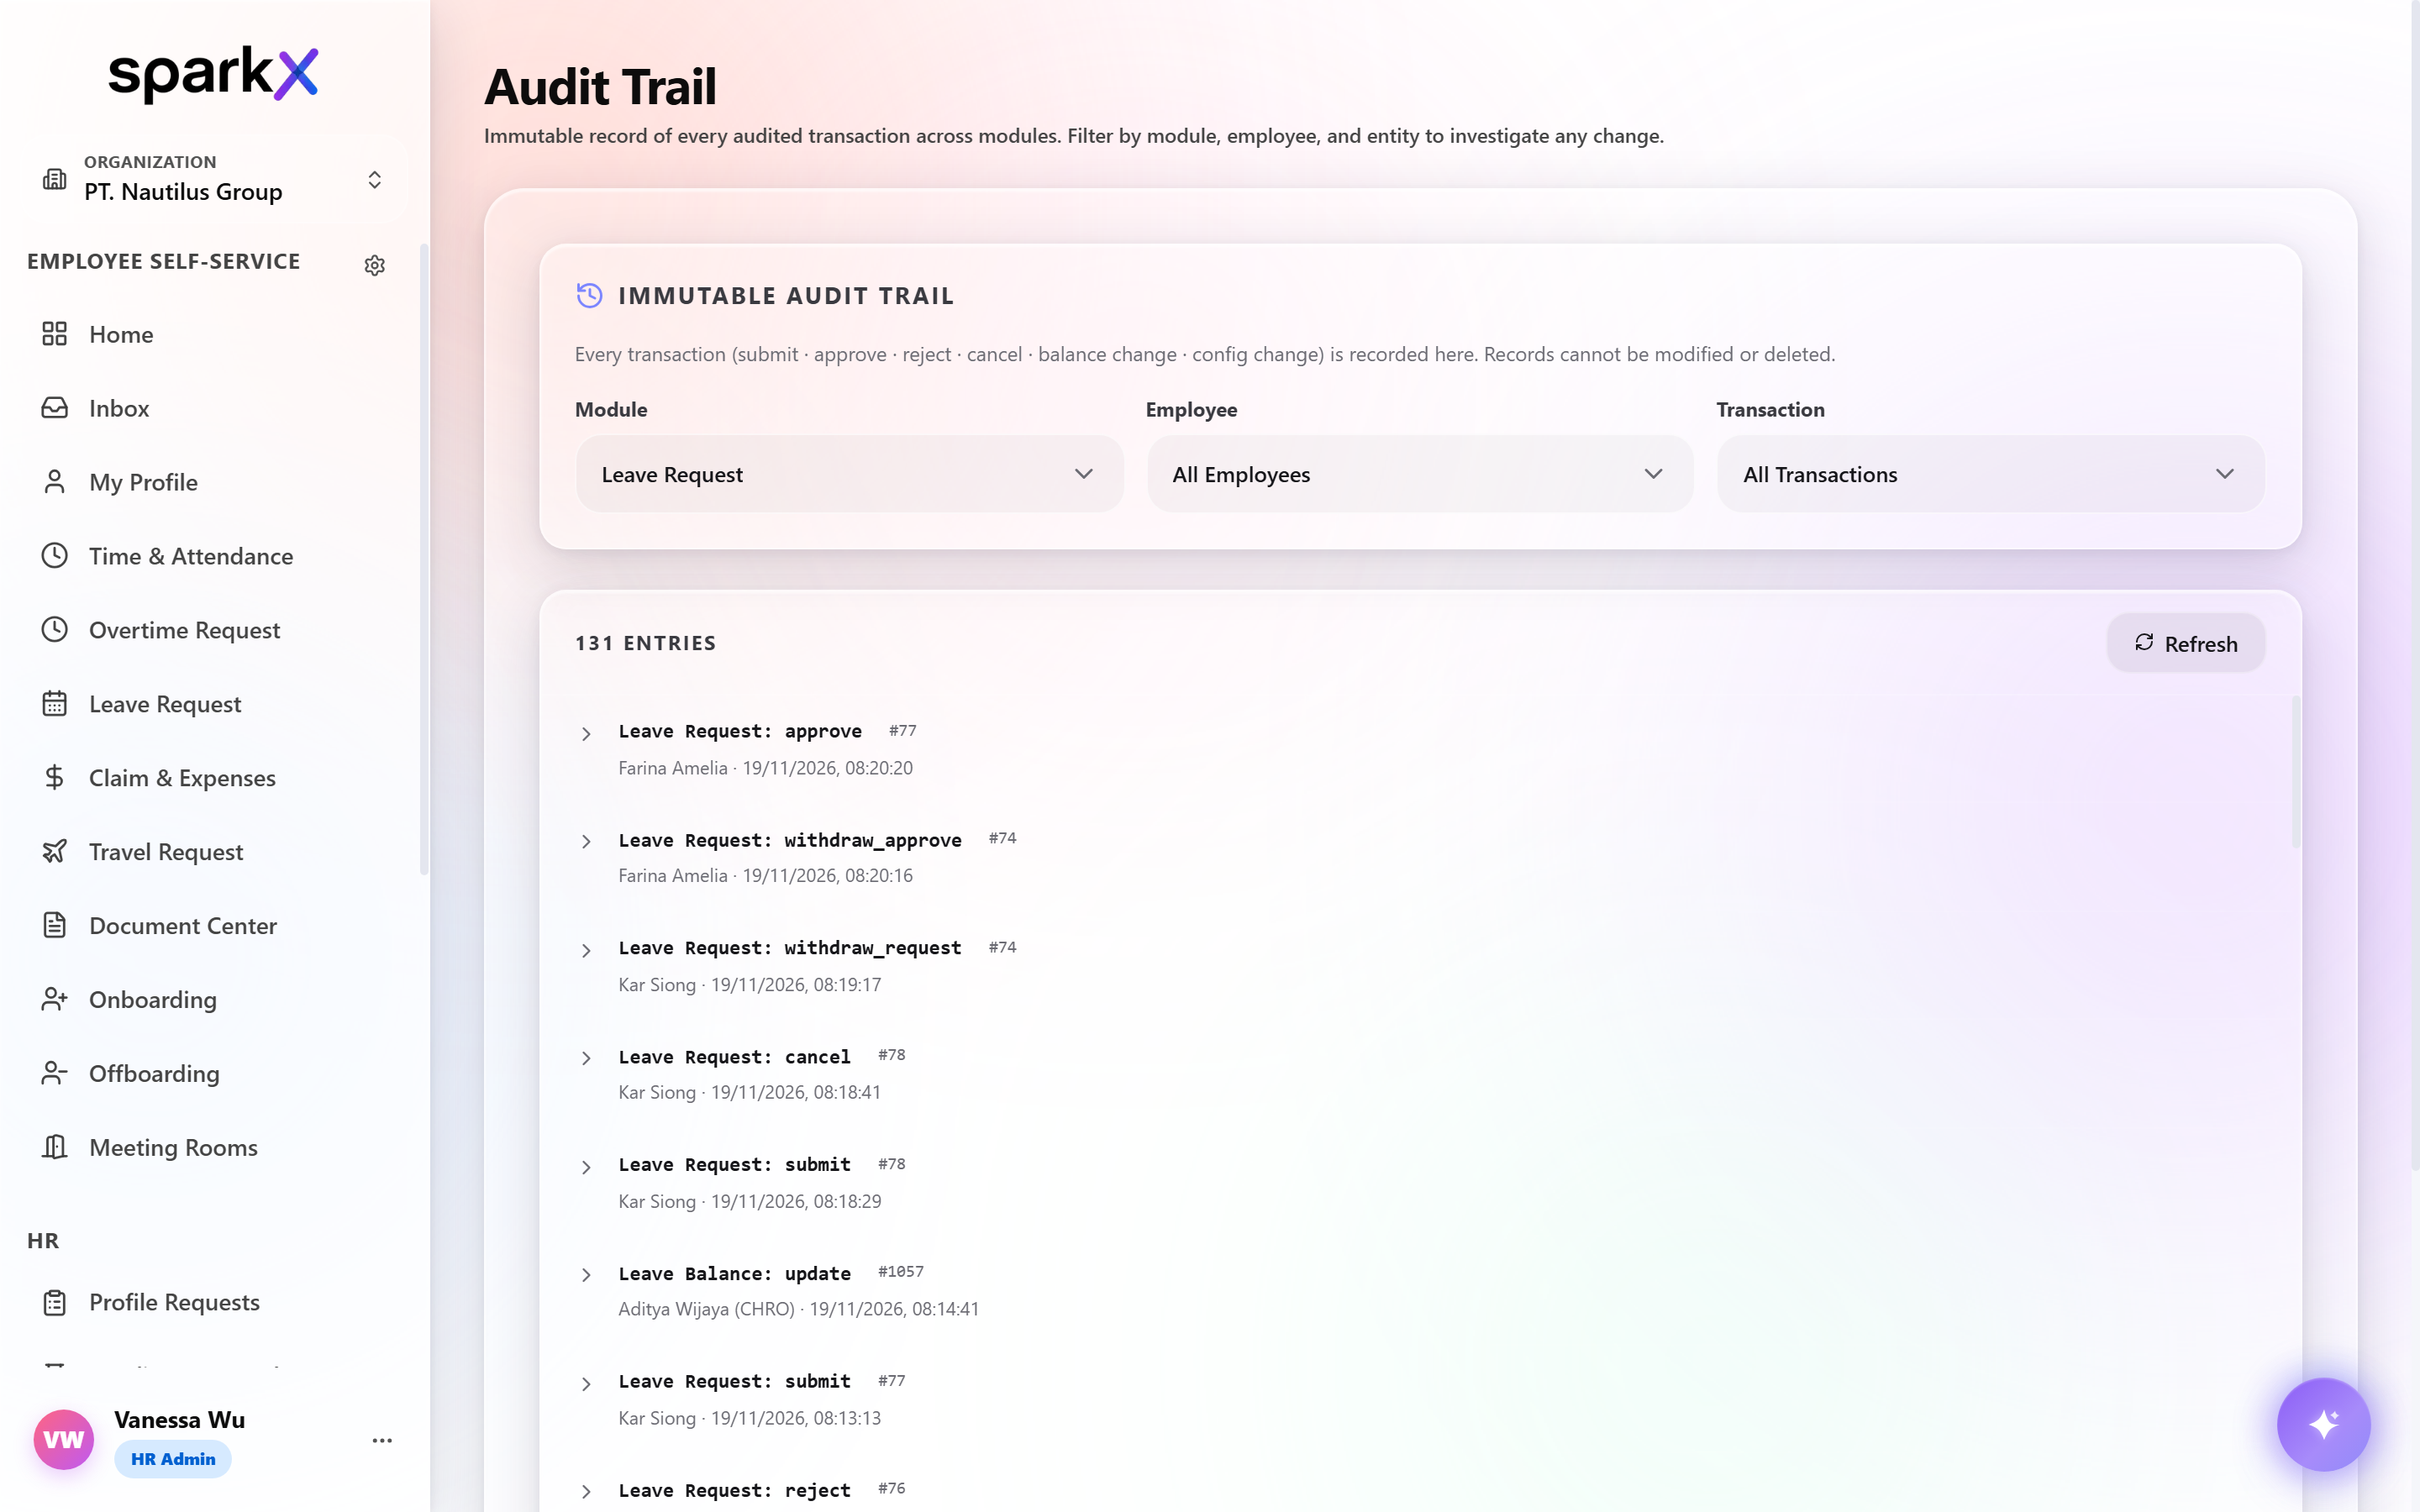 sparkX
ORGANIZATION
PT. Nautilus Group
EMPLOYEE SELF-SERVICE
Home
Inbox
My Profile
Time & Attendance
Overtime Request
Leave Request
Claim & Expenses
Travel Request
Document Center
Onboarding
Offboarding
Meeting Rooms
HR
Profile Requests
VW
Vanessa Wu
HR Admin
Audit Trail
Immutable record of every audited transaction across modules. Filter by module, employee, and entity to investigate any change.
IMMUTABLE AUDIT TRAIL
Every transaction (submit · approve · reject · cancel · balance change · config change) is recorded here. Records cannot be modified or deleted.
Module
Employee
Transaction
Leave Request
All Employees
All Transactions
131 ENTRIES
Refresh
Leave Request: approve #77
Farina Amelia · 19/11/2026, 08:20:20
Leave Request: withdraw_approve #74
Farina Amelia · 19/11/2026, 08:20:16
Leave Request: withdraw_request #74
Kar Siong · 19/11/2026, 08:19:17
Leave Request: cancel #78
Kar Siong · 19/11/2026, 08:18:41
Leave Request: submit #78
Kar Siong · 19/11/2026, 08:18:29
Leave Balance: update #1057
Aditya Wijaya (CHRO) · 19/11/2026, 08:14:41
Leave Request: submit #77
Kar Siong · 19/11/2026, 08:13:13
Leave Request: reject #76